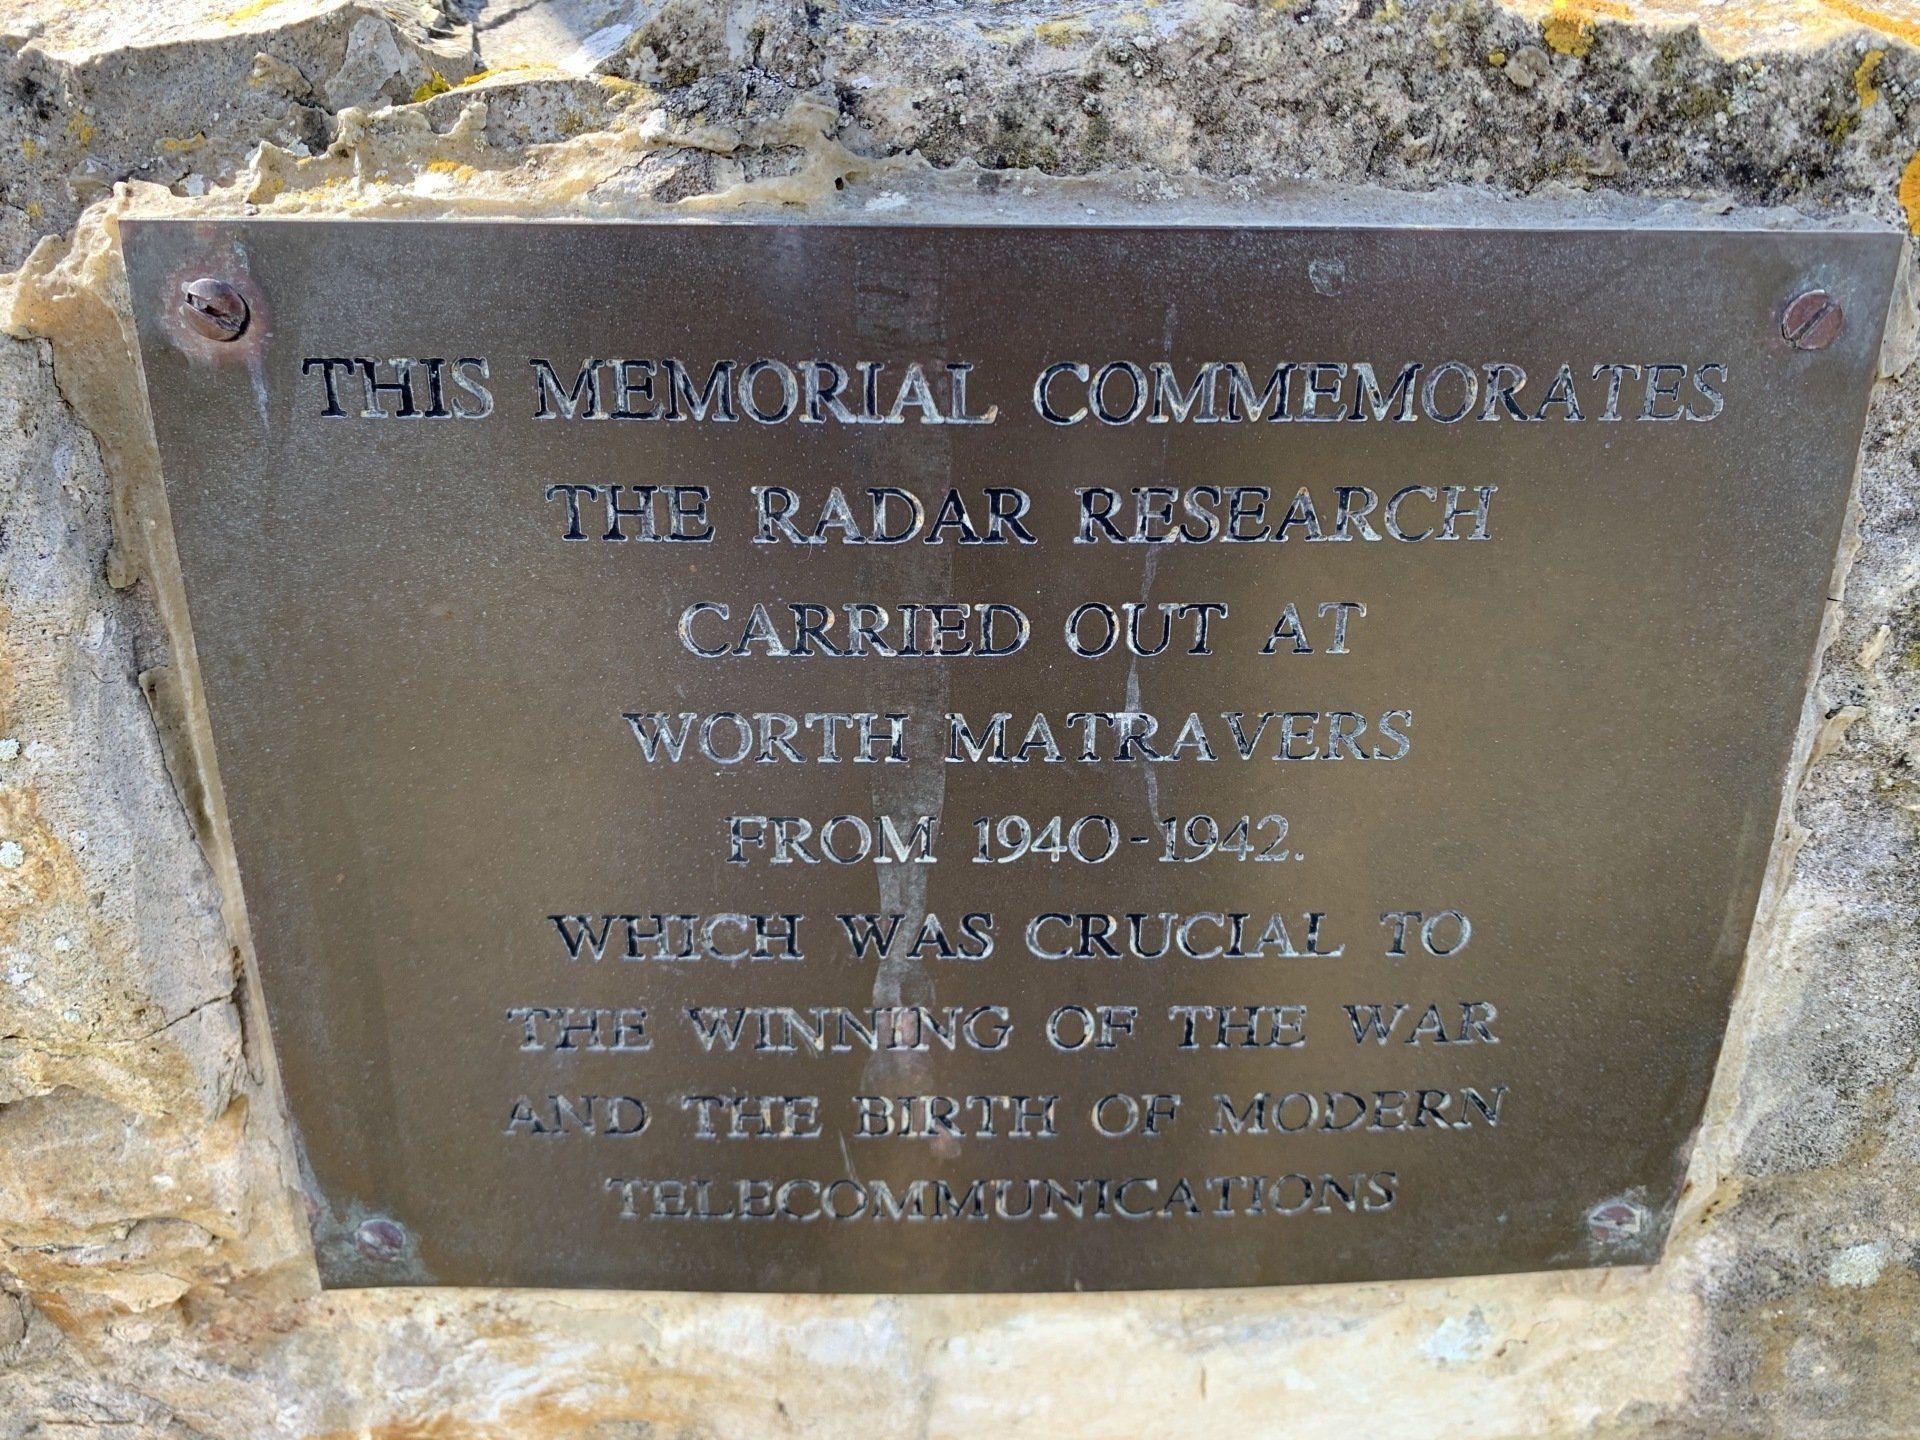 THIS MEMORIAL COMMEMORATES
THE RADAR RESEARCH
CARRIED OUT AT
WORTH MATRAVERS
FROM 1940-1942.
WHICH WAS CRUCIAL TO
THE WINNING OF THE WAR
AND THE BIRTH OF MODERN
TELECOMMUNICATIONS